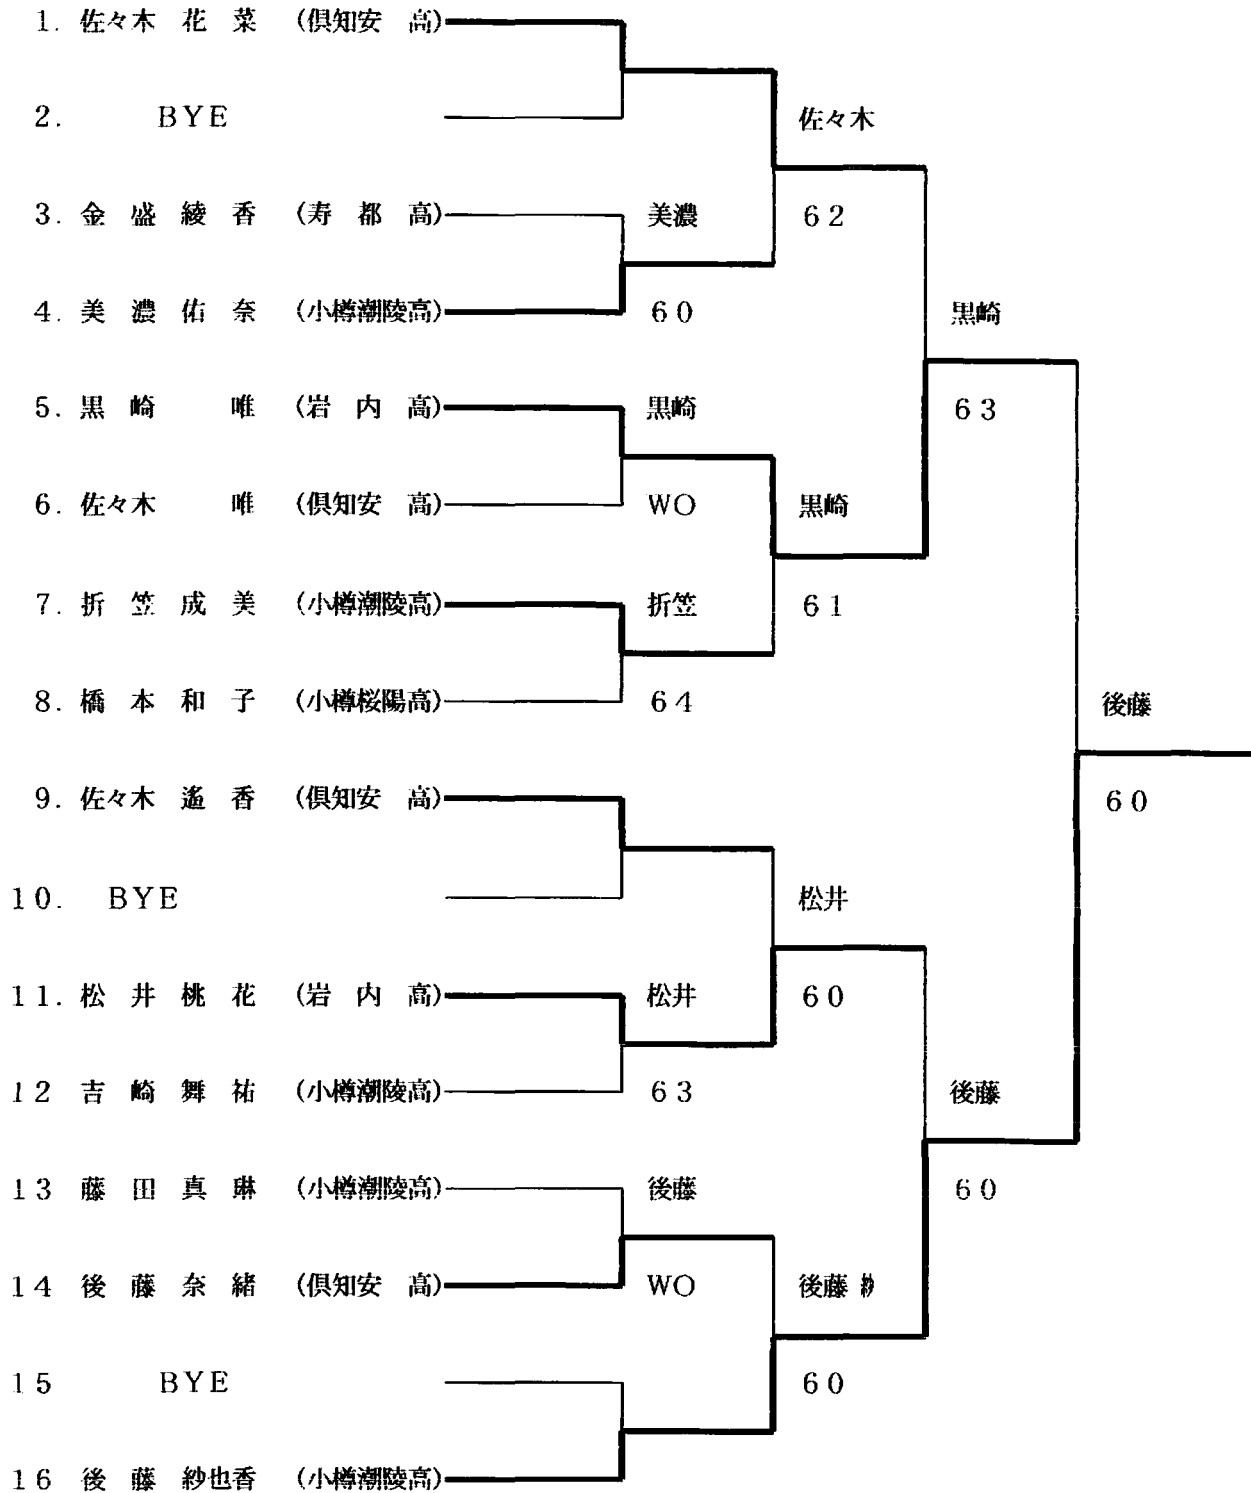 1. 佐々木 花 菜 (倶知安 高)
2. BYE
佐々木
3. 金 盛 綾 香 (寿 都 高)
美濃
62
4. 美 濃 佑 奈 (小樽潮陵高)
60
黒崎
5. 黒 崎 唯 (岩 内 高)
黒崎
63
6. 佐々木 唯 (倶知安 高)
WO
黒崎
7. 折 笠 成 美 (小樽潮陵高)
折笠
61
8. 橋 本 和 子 (小樽桜陽高)
64
後藤
9. 佐々木 遙 香 (倶知安 高)
60
10. BYE
松井
11. 松 井 桃 花 (岩 内 高)
松井
60
12 吉 崎 舞 祐 (小樽潮陵高)
63
後藤
13 藤 田 真 琳 (小樽潮陵高)
後藤
60
14 後 藤 奈 緒 (倶知安 高)
WO
後藤 紗
15 BYE
60
16 後 藤 紗也香 (小樽潮陵高)